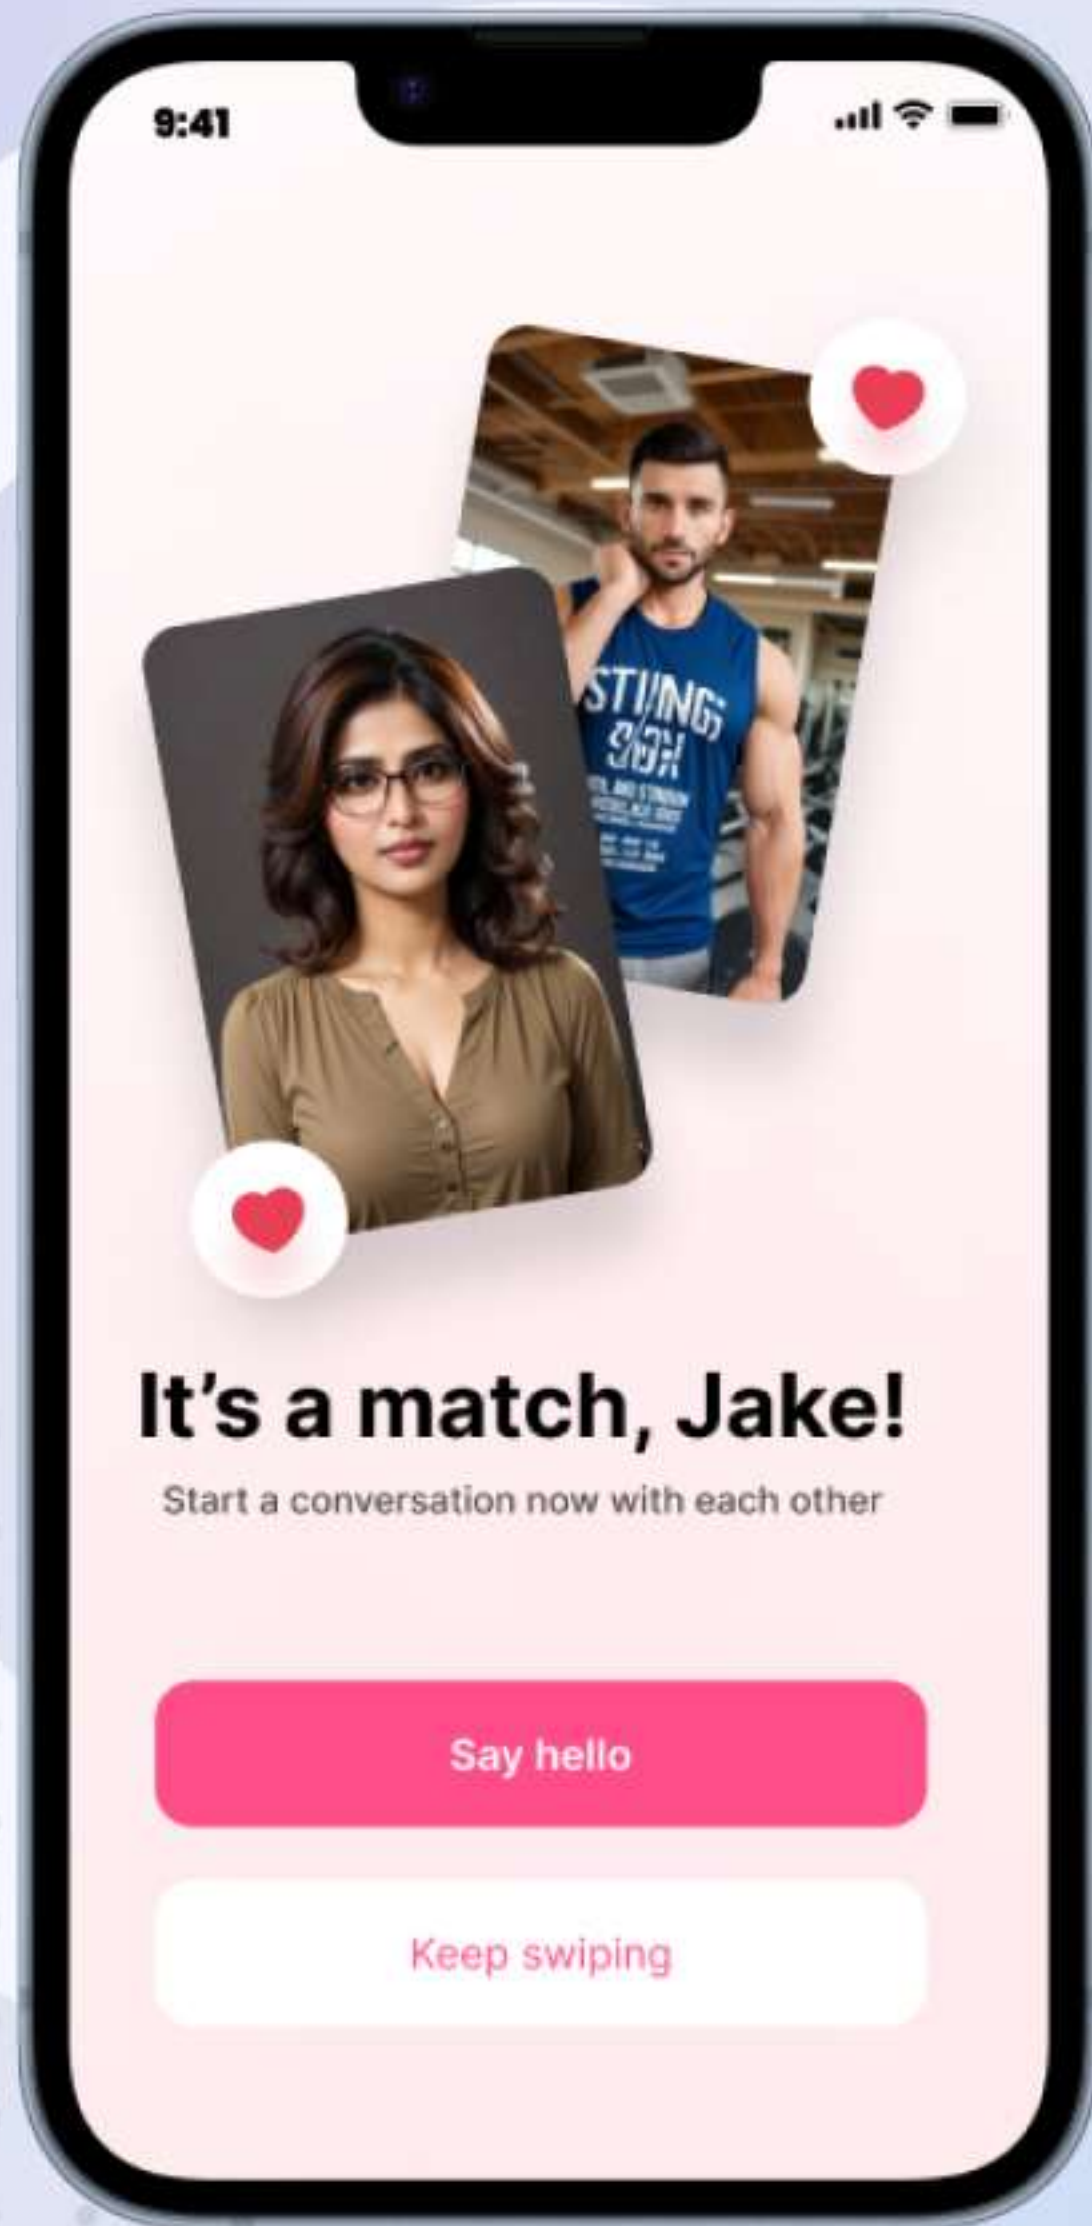 9:41
It's a match, Jake!
Start a conversation now with each other
Say hello
Keep swiping